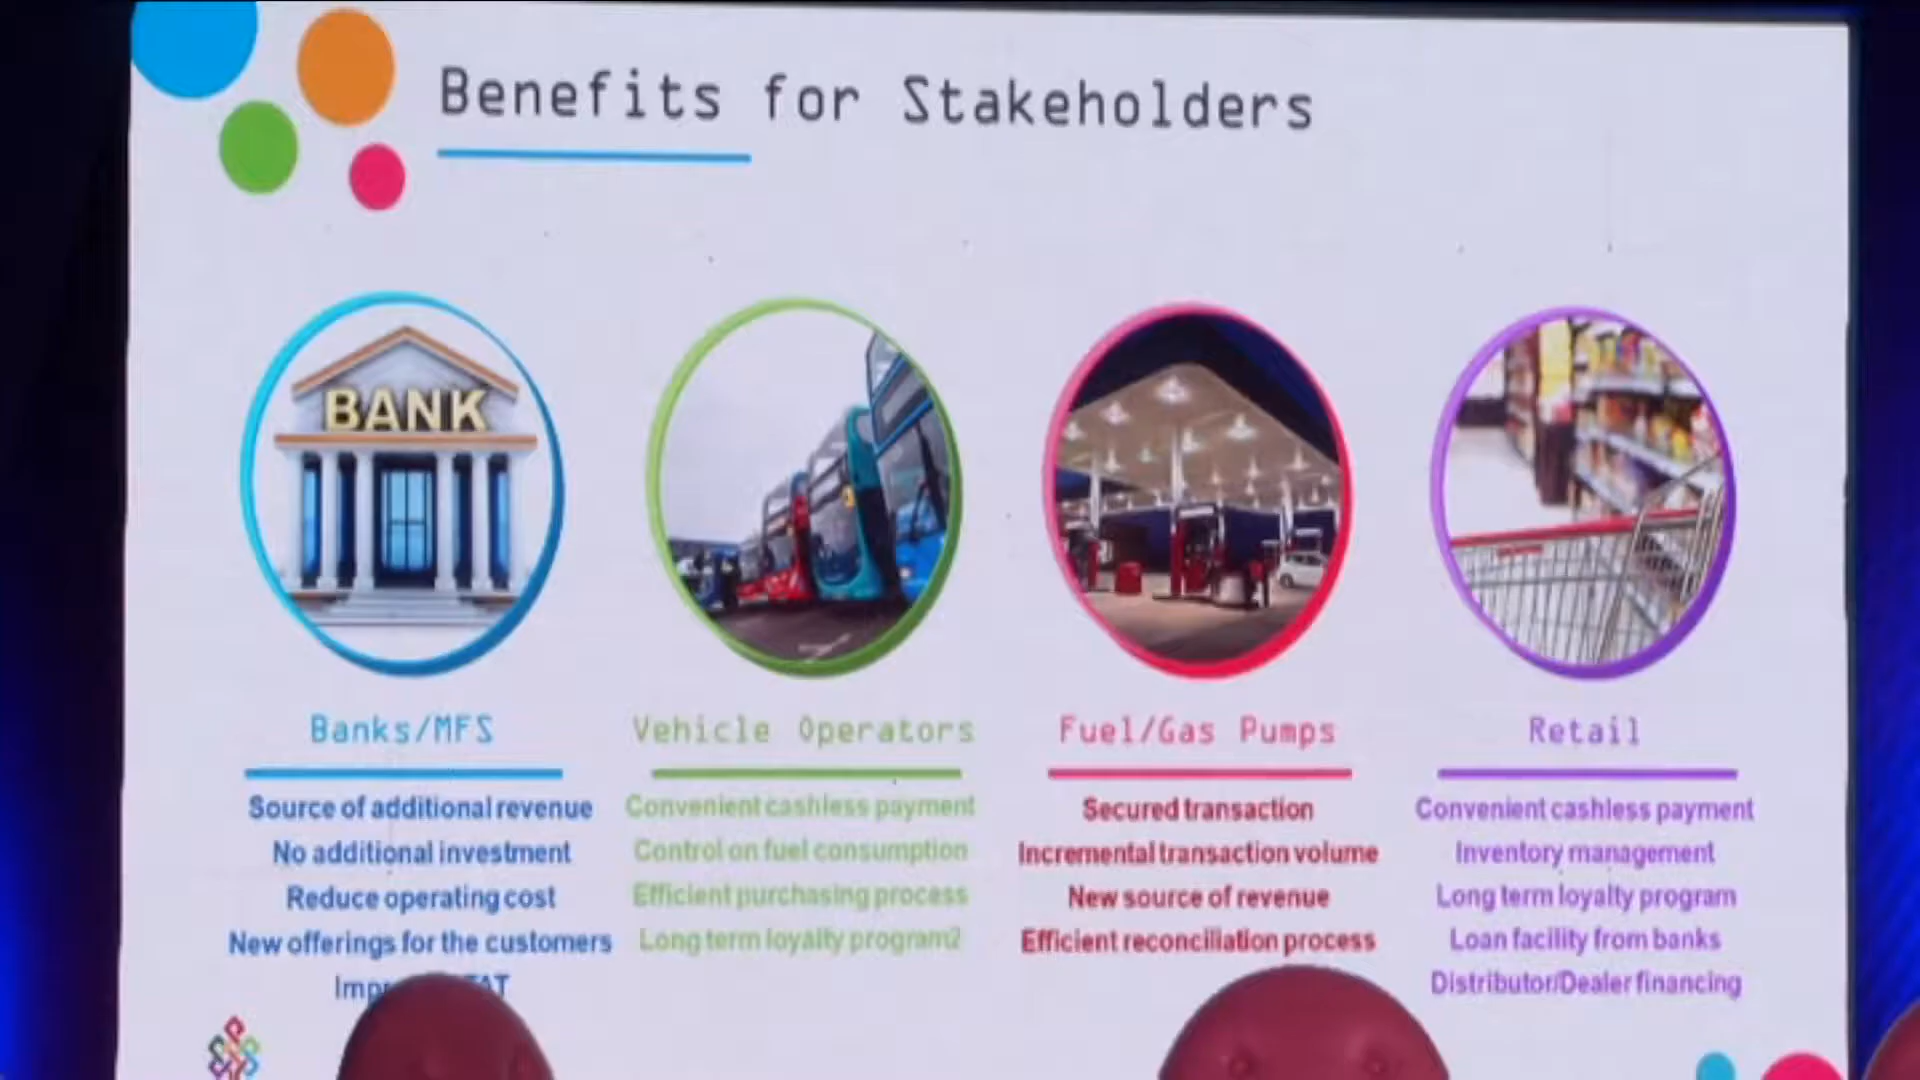 Benefits for Stakeholders
BANK
Banks/MFS
Source of additional revenue
No additional investment
Reduce operating cost
New offerings for the customers
Vehicle Operators
Convenient cashless payment
Control on fuel consumption
Efficient purchasing process
Long term loyalty program2
Fuel/Gas Pumps
Secured transaction
Incremental transaction volume
New source of revenue
Efficient reconciliation process
Retail
Convenient cashless payment
Inventory management
Long term loyalty program
Loan facility from banks
Distributor/Dealer financing